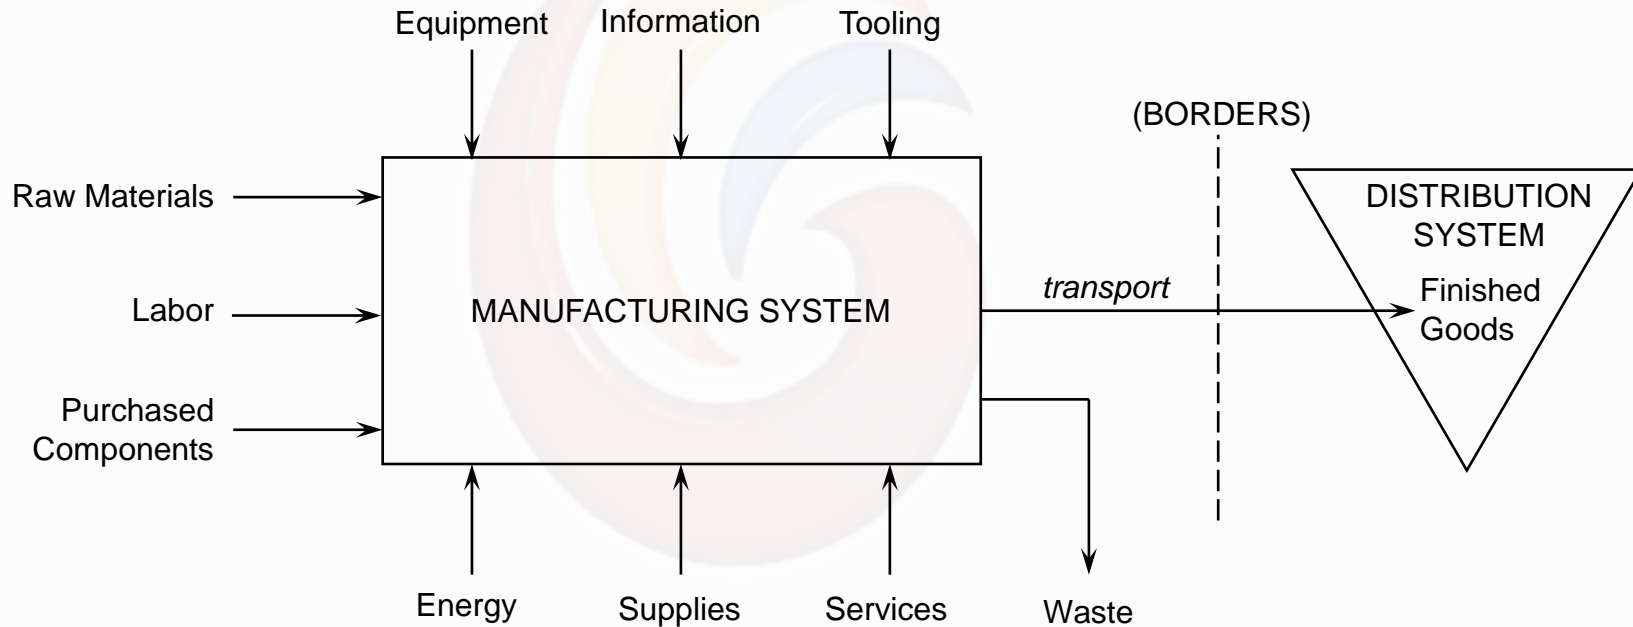 Equipment
Information
Tooling
(BORDERS)
Raw Materials
DISTRIBUTION
SYSTEM
transport
Finished
Goods
Labor
MANUFACTURING SYSTEM
Purchased
Components
Energy
Supplies
Services
Waste